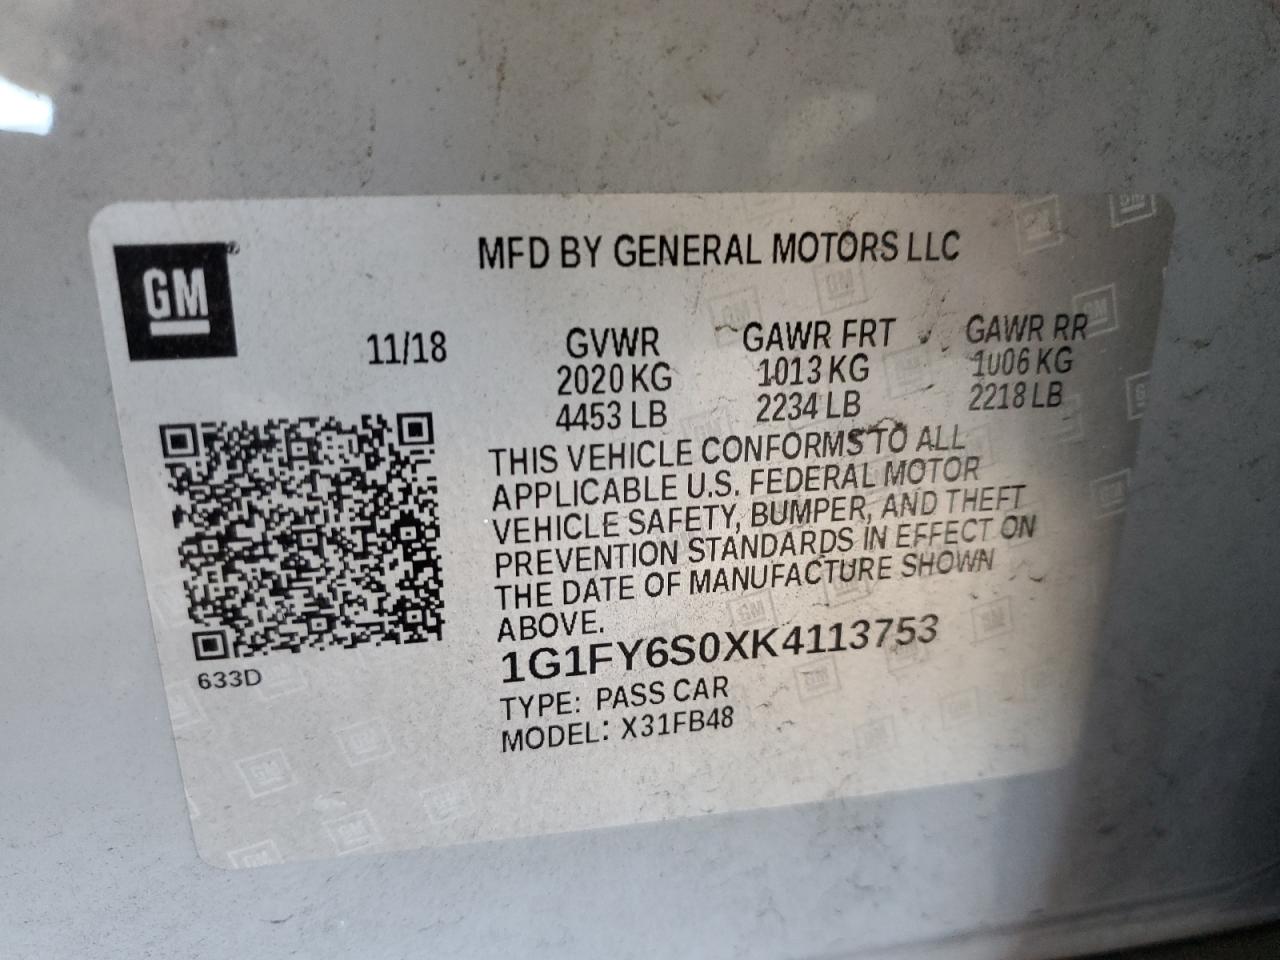 GM
MFD BY GENERAL MOTORS LLC
11/18 GVWR GAWR FRT GAWR RR
2020 KG 1013 KG 1006 KG
4453 LB 2234 LB 2218 LB
THIS VEHICLE CONFORMS TO ALL
APPLICABLE U.S. FEDERAL MOTOR
VEHICLE SAFETY, BUMPER, AND THEFT
PREVENTION STANDARDS IN EFFECT ON
THE DATE OF MANUFACTURE SHOWN
ABOVE.
1G1FY6S0XK4113753
633D
TYPE: PASS CAR
MODEL: X31FB48